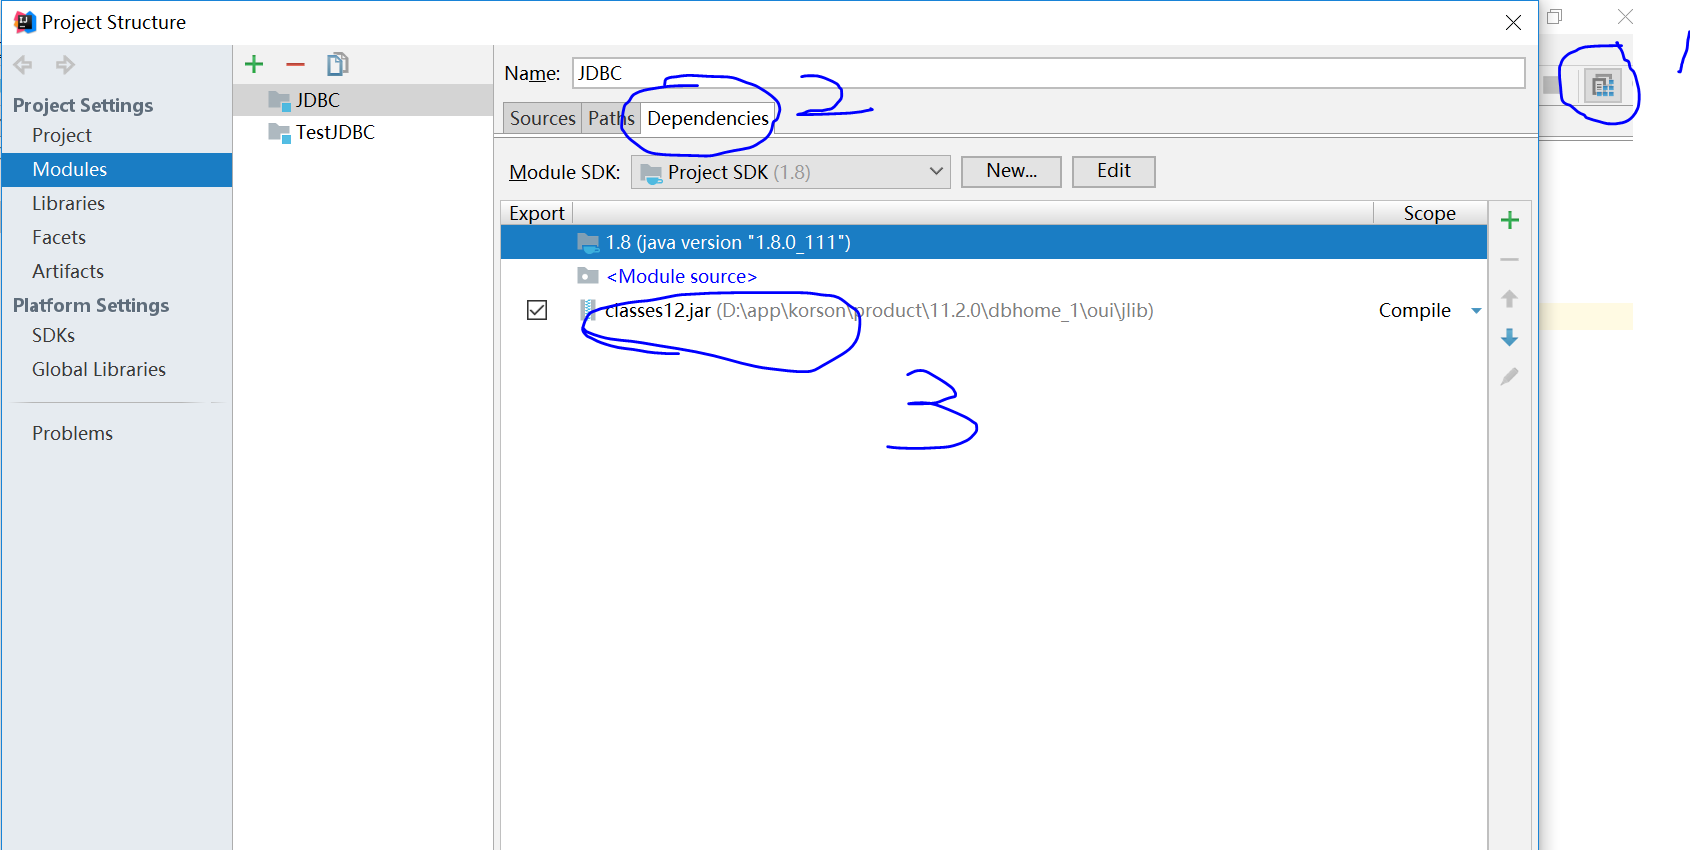 Project Structure
Project Settings
Project
Modules
Libraries
Facets
Artifacts
Platform Settings
SDKs
Global Libraries
Problems
JDBC
TestJDBC
Name: JDBC
Sources Paths Dependencies
2
1
Module SDK: Project SDK (1.8) New... Edit
Export Scope
1.8 (java version "1.8.0_111")
<Module source>
classes12.jar (D:\app\korson\product\11.2.0\dbhome_1\oui\jlib) Compile
3